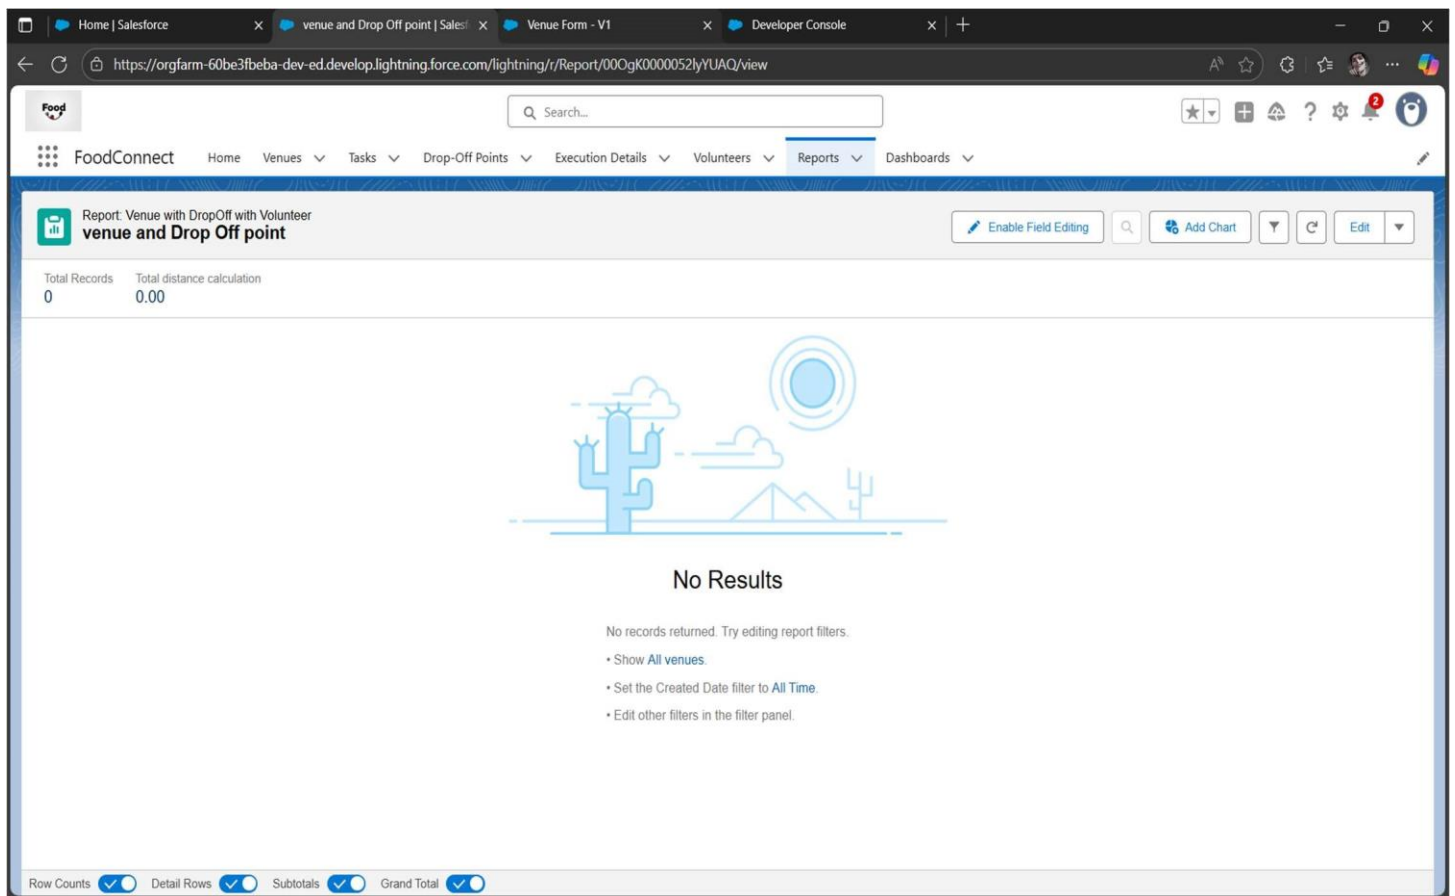 Home | Salesforce
venue and Drop Off point | Salesf
Venue Form - V1
Developer Console
https://orgfarm-60be3fbeba-dev-ed.develop.lightning.force.com/lightning/r/Report/00OgK0000052lyYUAQ/view
Food
Search...
2
FoodConnect Home Venues Tasks Drop-Off Points Execution Details Volunteers Reports Dashboards
Report: Venue with DropOff with Volunteer
venue and Drop Off point
Enable Field Editing
Add Chart
Edit
Total Records Total distance calculation
0 0.00
No Results
No records returned. Try editing report filters.
• Show All venues.
• Set the Created Date filter to All Time.
• Edit other filters in the filter panel.
Row Counts Detail Rows Subtotals Grand Total